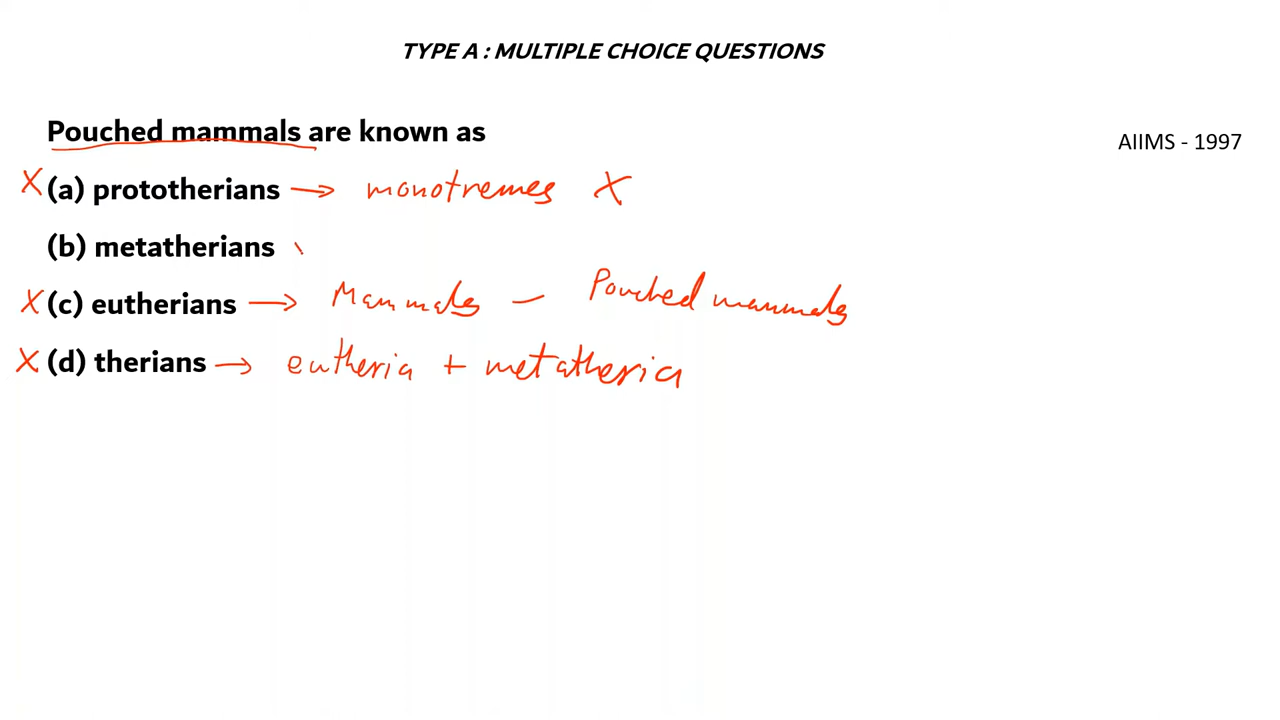 TYPE A : MULTIPLE CHOICE QUESTIONS
Pouched mammals are known as
AIIMS - 1997
X (a) prototherians → monotremes X
(b) metatherians
X (c) eutherians → Mammals – Pouched mammals
X (d) therians → eutheria + metatheria